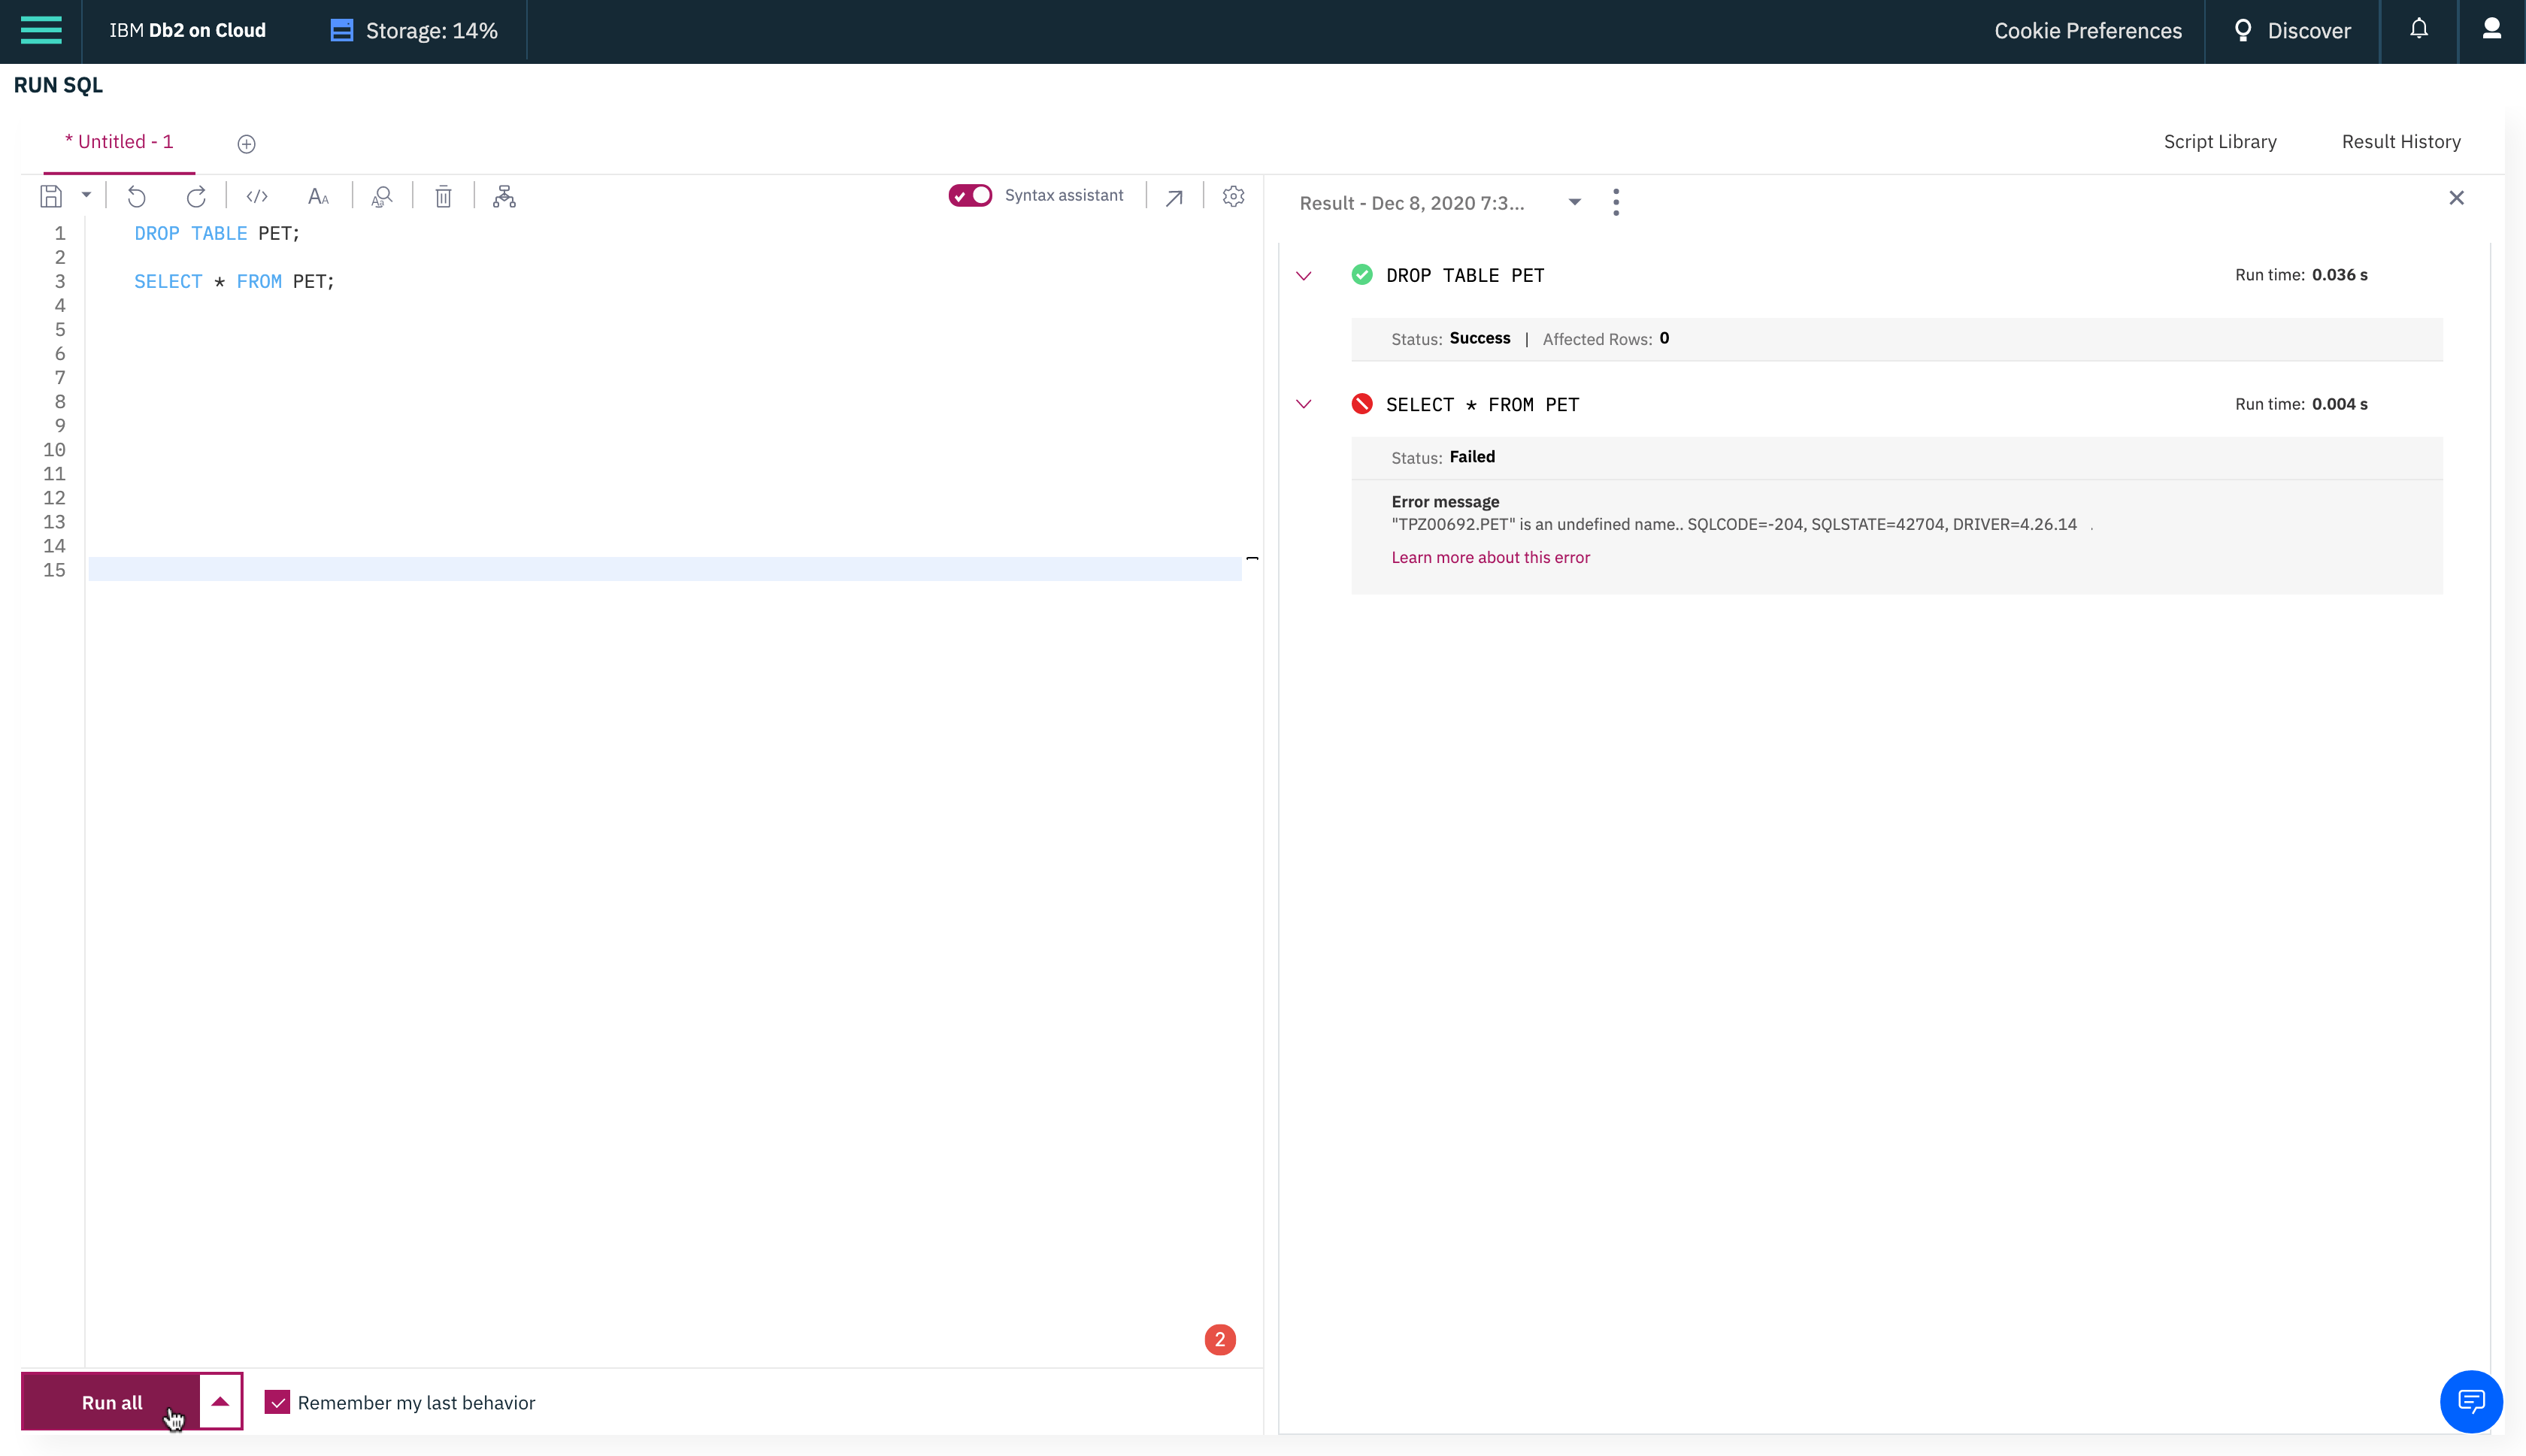 IBM Db2 on Cloud
Storage: 14%
Cookie Preferences
Discover
RUN SQL
* Untitled - 1
Script Library
Result History
Syntax assistant
Result - Dec 8, 2020 7:3...
1 DROP TABLE PET;
2
3 SELECT * FROM PET;
4
5
6
7
8
9
10
11
12
13
14
15
DROP TABLE PET
Run time: 0.036 s
Status: Success | Affected Rows: 0
SELECT * FROM PET
Run time: 0.004 s
Status: Failed
Error message
"TPZ00692.PET" is an undefined name.. SQLCODE=-204, SQLSTATE=42704, DRIVER=4.26.14 .
Learn more about this error
2
Run all
Remember my last behavior